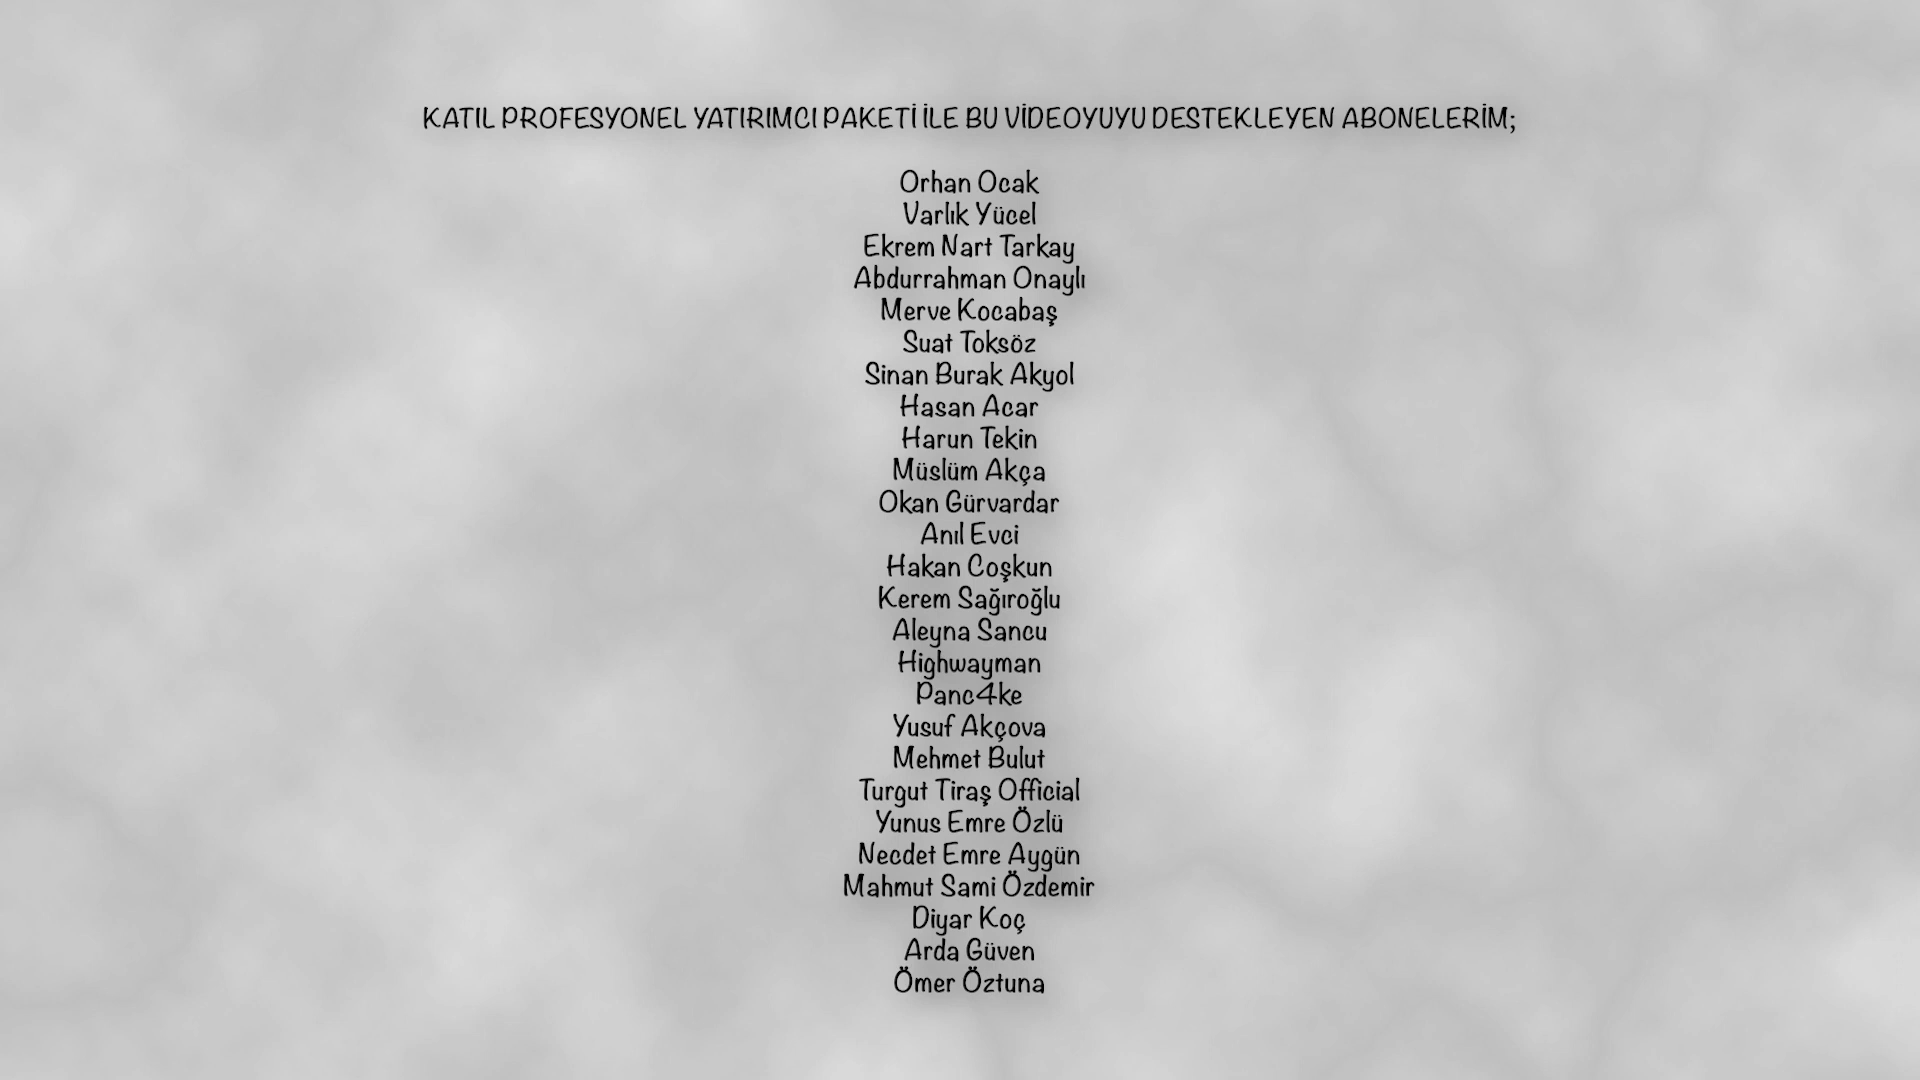 KATIL PROFESYONEL YATIRIMCI PAKETİ İLE BU VİDEOYUYU DESTEKLEYEN ABONELERİM;
Orhan Ocak
Varlık Yücel
Ekrem Nart Tarkay
Abdurrahman Onaylı
Merve Kocabaş
Suat Toksöz
Sinan Burak Akyol
Hasan Acar
Harun Tekin
Müslüm Akça
Okan Gürvardar
Anıl Evci
Hakan Coşkun
Kerem Sağıroğlu
Aleyna Sancu
Highwayman
Panc4ke
Yusuf Akçova
Mehmet Bulut
Turgut Tiraş Official
Yunus Emre Özlü
Necdet Emre Aygün
Mahmut Sami Özdemir
Diyar Koç
Arda Güven
Ömer Öztuna